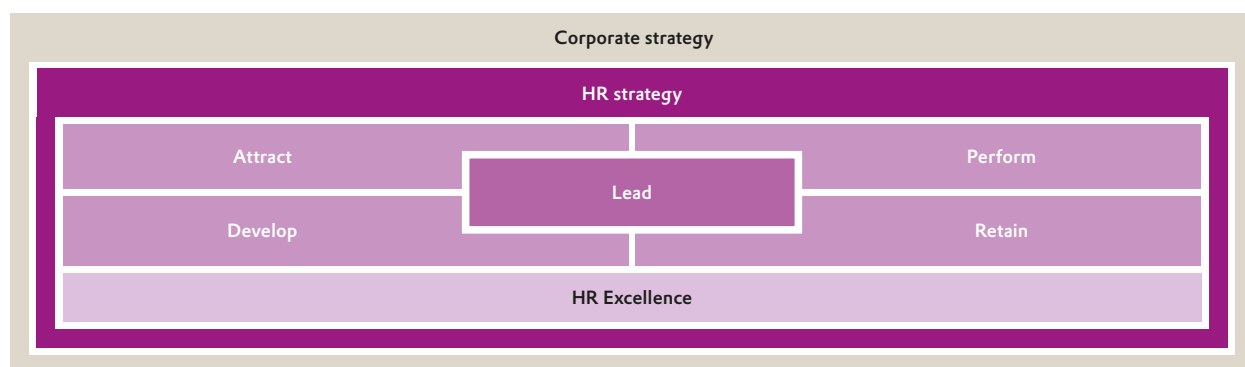 Corporate strategy
HR strategy
Attract
Perform
Lead
Develop
Retain
HR Excellence